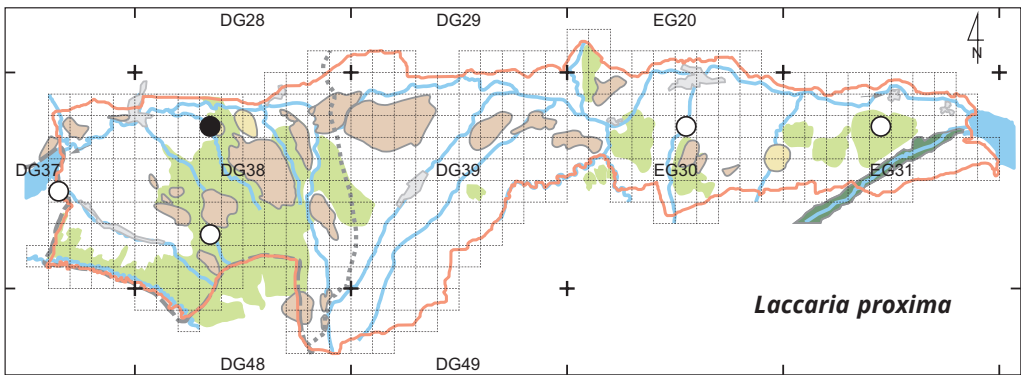 DG28 DG29 EG20
N
DG37 DG38 DG39 EG30 EG31
Laccaria proxima
DG48 DG49